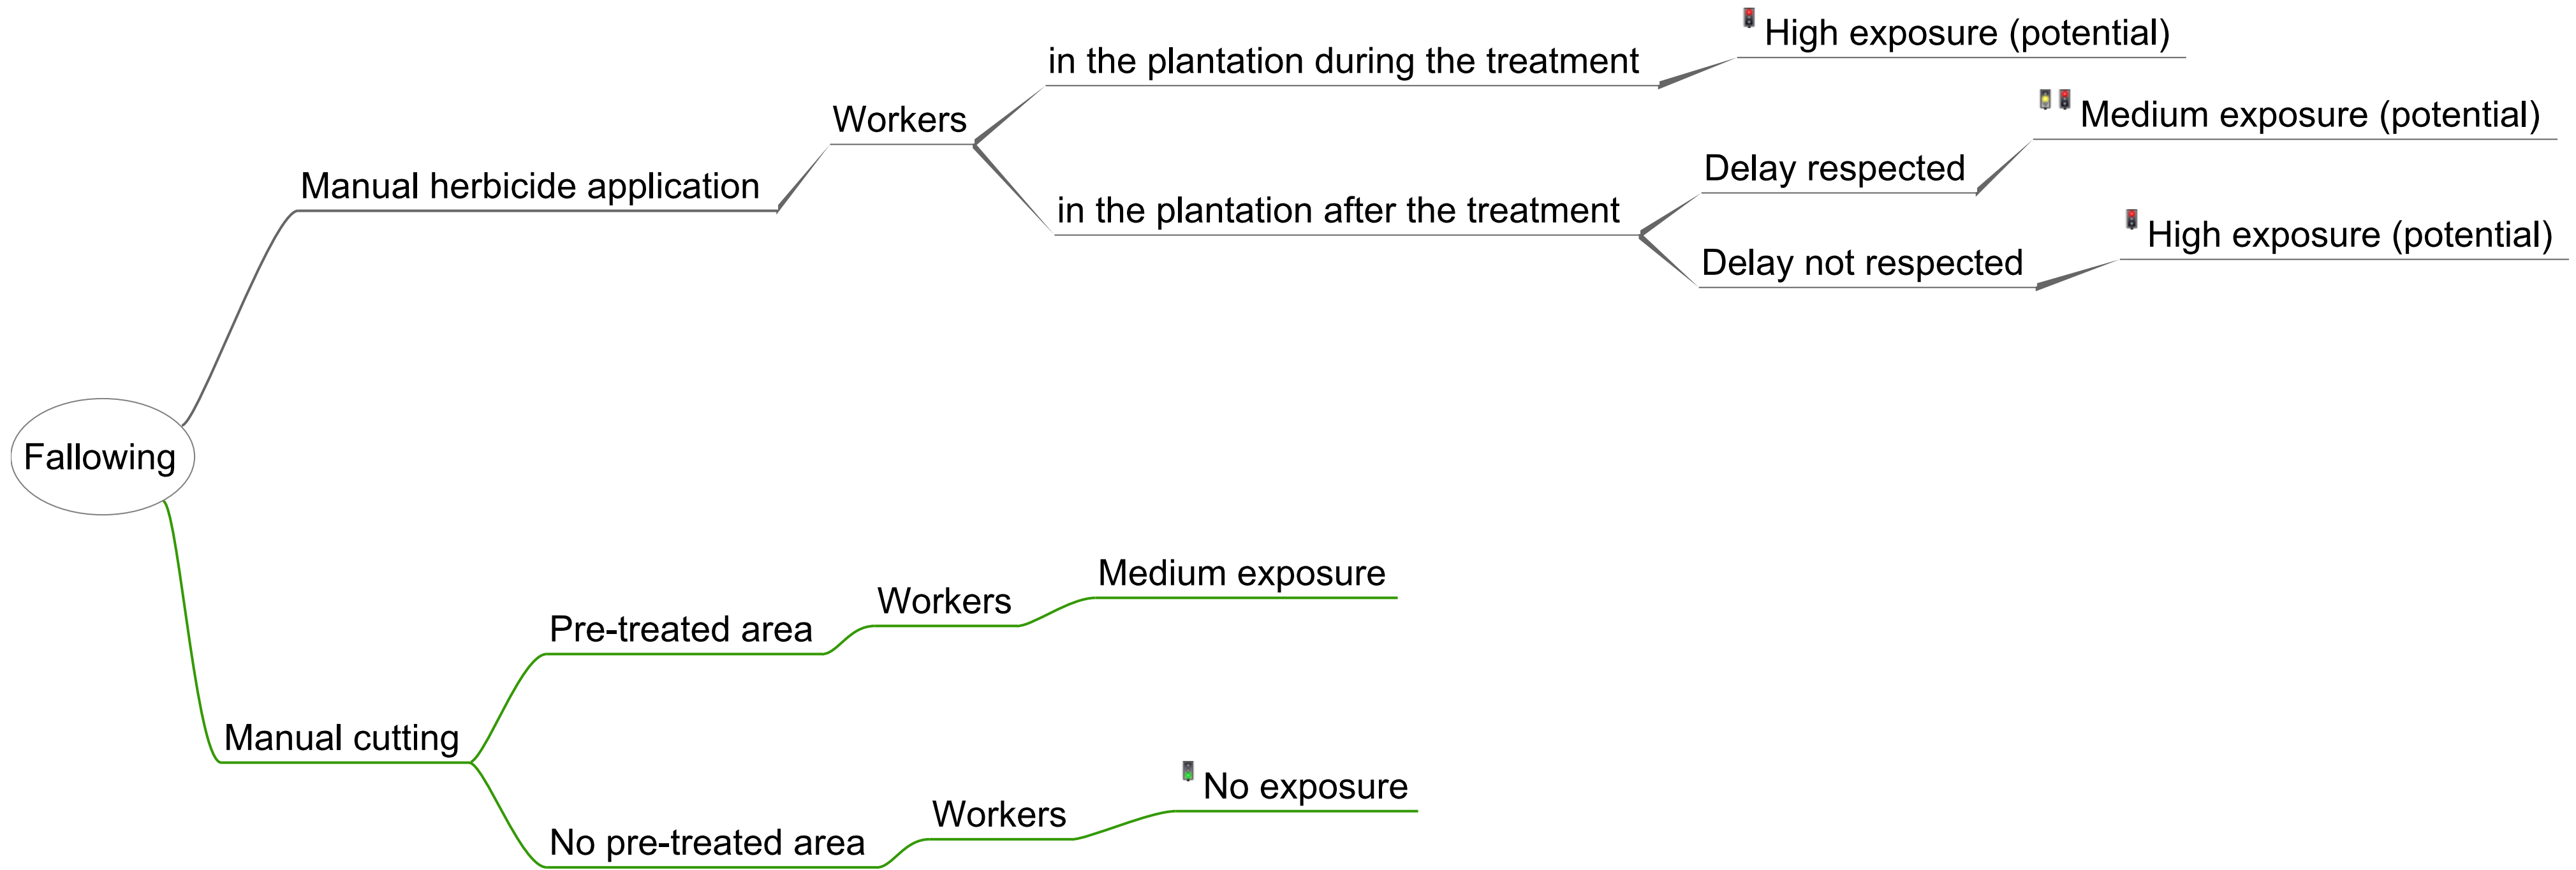 Fallowing
Manual herbicide application
Workers
in the plantation during the treatment
High exposure (potential)
in the plantation after the treatment
Delay respected
Medium exposure (potential)
Delay not respected
High exposure (potential)
Manual cutting
Pre-treated area
Workers
Medium exposure
No pre-treated area
Workers
No exposure